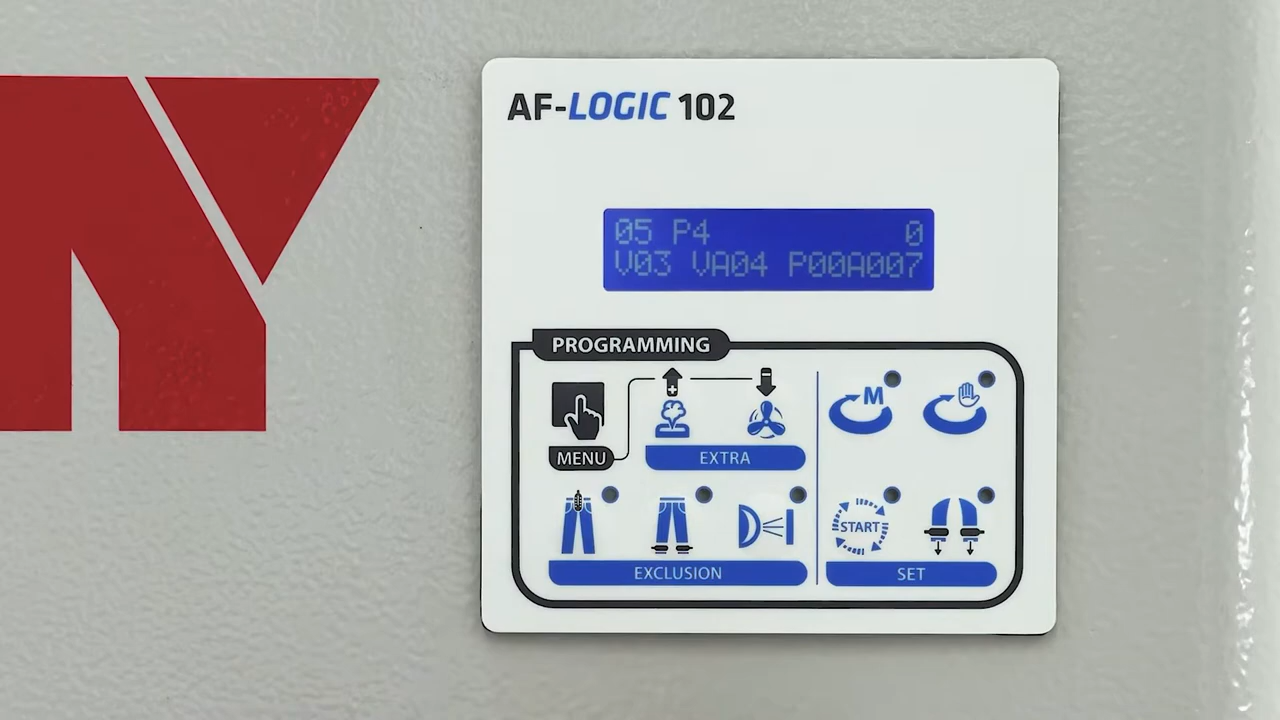 AF-LOGIC 102
05 P4 0
V03 VA04 P00A007
PROGRAMMING
M
MENU
EXTRA
START
EXCLUSION
SET